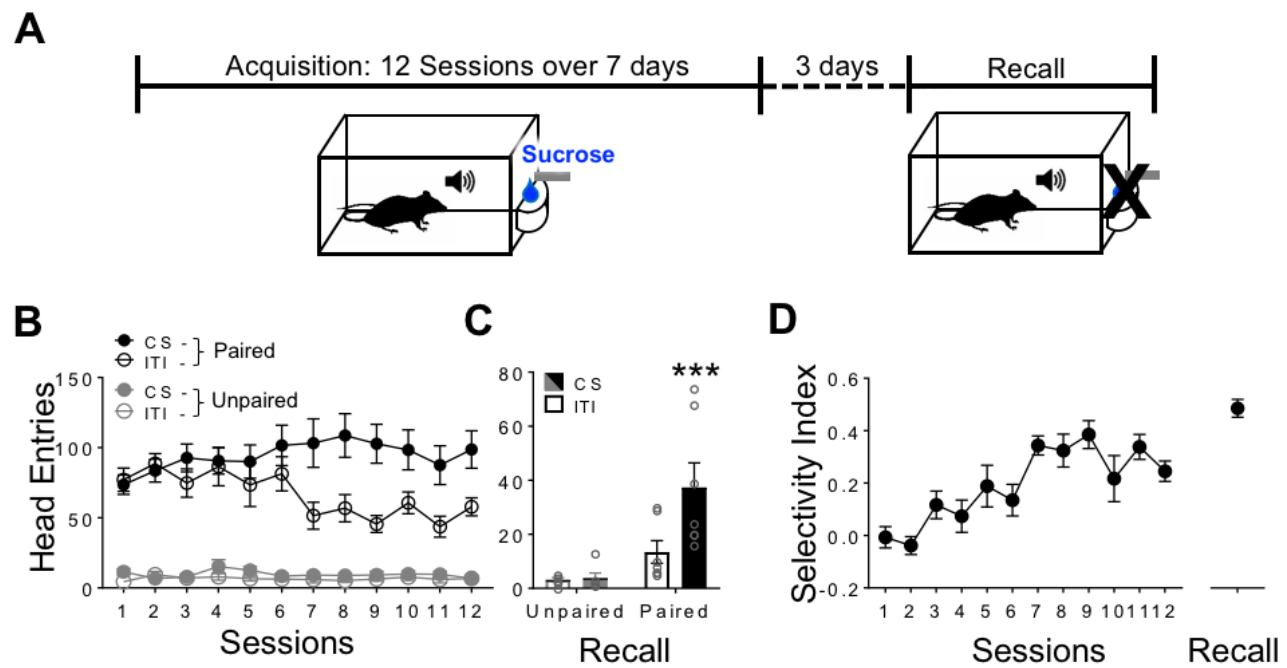 A
Acquisition: 12 Sessions over 7 days
3 days
Recall
Sucrose
X
B
CS -
ITI -
Paired
CS -
ITI -
Unpaired
150
100
50
0
Head Entries
1 2 3 4 5 6 7 8 9 10 11 12
Sessions
C
80
60
40
20
0
CS
ITI
***
Unpaired Paired
Recall
D
0.6
0.4
0.2
0.0
-0.2
Selectivity Index
1 2 3 4 5 6 7 8 9 10 11 12
Sessions
Recall